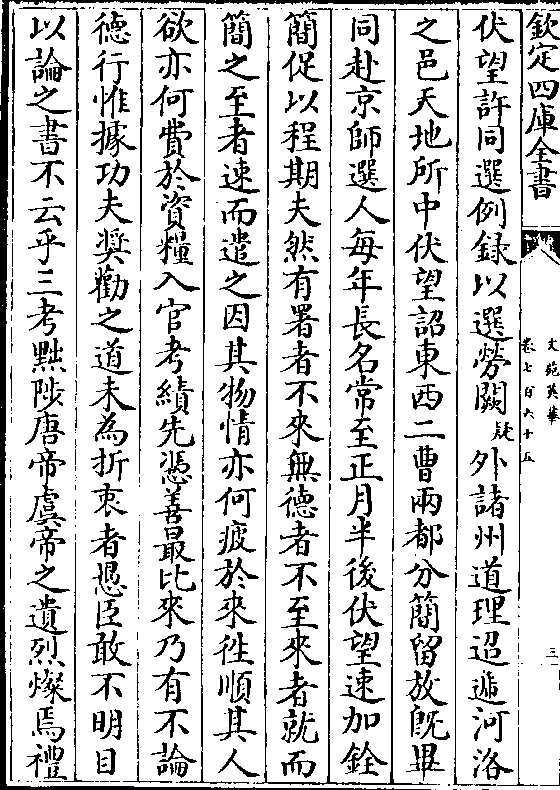 欽定四庫全書
文苑英華
卷七百六十五
三
伏望許同選例録以選勞闕疑外諸州道理迢遞河洛
之邑天地所中伏望詔東西二曹兩都分簡留放既畢
同赴京師選人每年長名常至正月半後伏望速加銓
簡促以程期夫然有署者不來無德者不至來者就而
簡之至者速而遣之因其物情亦何疲於來徃順其人
欲亦何費於資糧入官考績先憑善最比來乃有不論
德行惟據功夫奨勸之道未為折衷者愚臣敢不明目
以論之書不云乎三考黜陟唐帝虞帝之遺烈燦焉禮